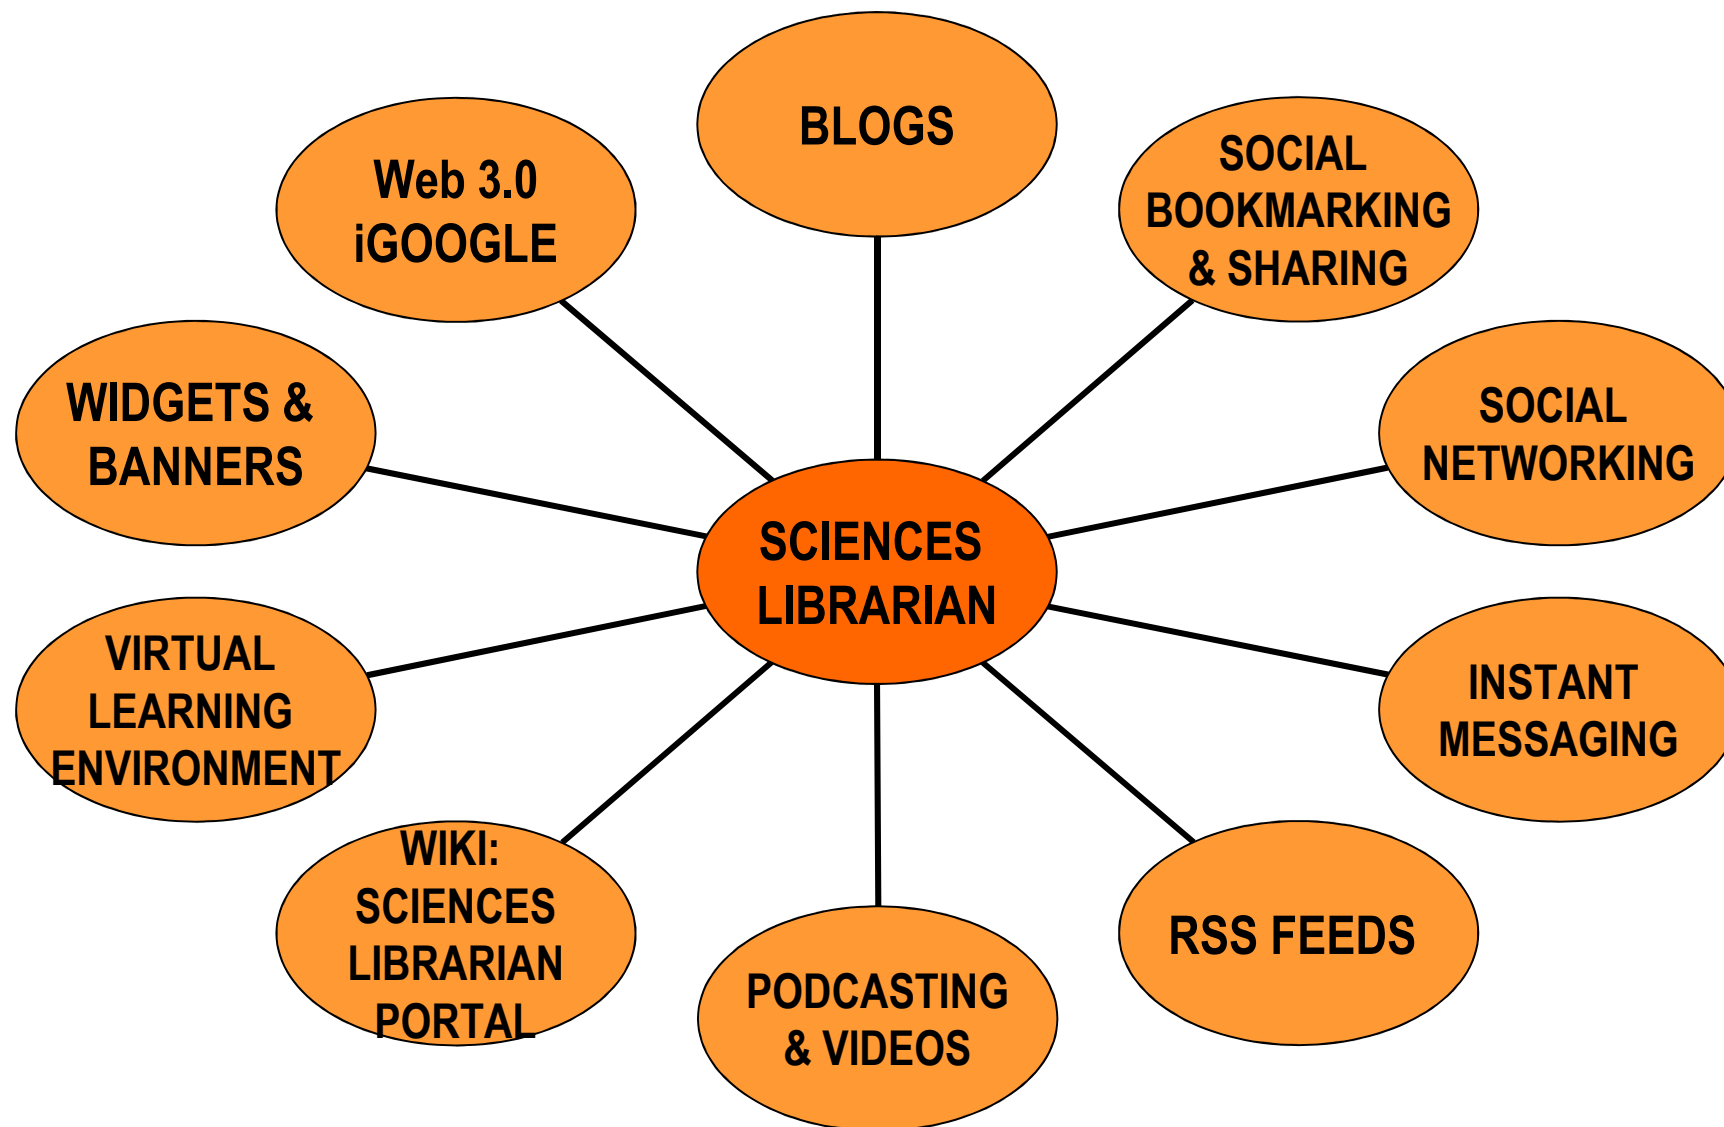 BLOGS
SOCIAL
BOOKMARKING
& SHARING
SOCIAL
NETWORKING
INSTANT
MESSAGING
RSS FEEDS
PODCASTING
& VIDEOS
WIKI:
SCIENCES
LIBRARIAN
PORTAL
VIRTUAL
LEARNING
ENVIRONMENT
WIDGETS &
BANNERS
Web 3.0
iGOOGLE
SCIENCES
LIBRARIAN